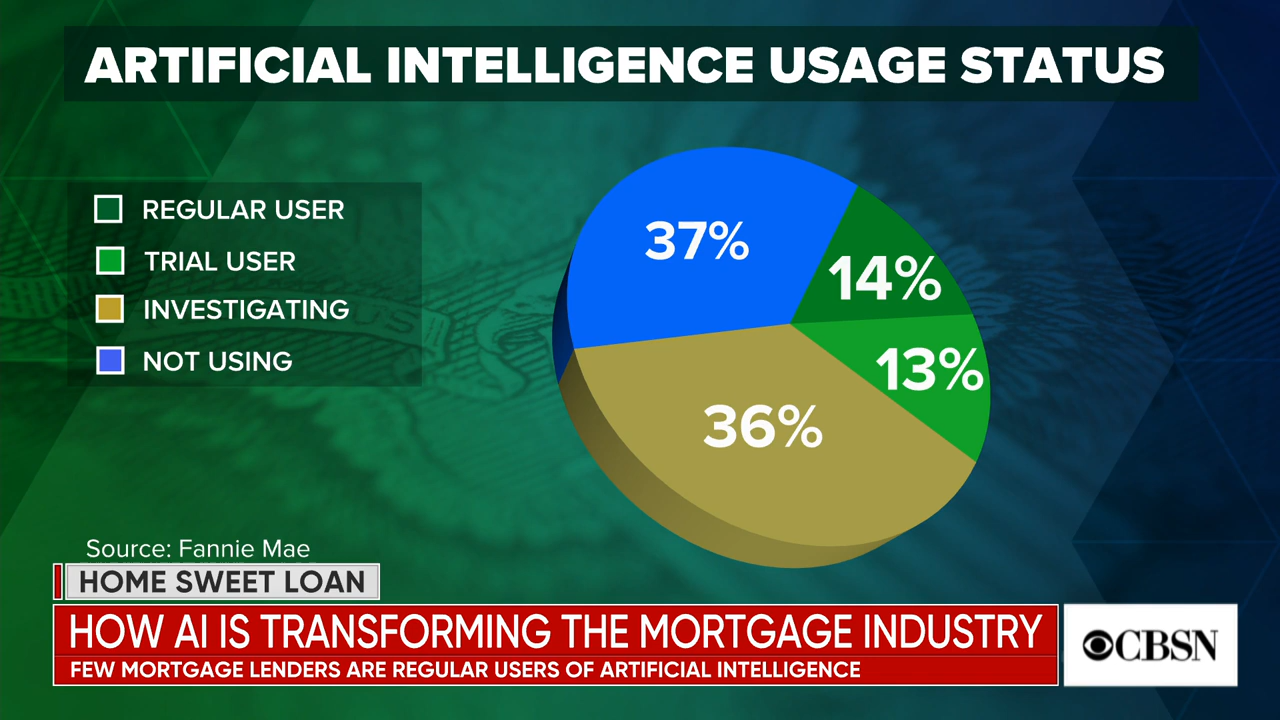 ARTIFICIAL INTELLIGENCE USAGE STATUS
REGULAR USER
TRIAL USER
INVESTIGATING
NOT USING
37%
14%
13%
36%
Source: Fannie Mae
HOME SWEET LOAN
HOW AI IS TRANSFORMING THE MORTGAGE INDUSTRY
FEW MORTGAGE LENDERS ARE REGULAR USERS OF ARTIFICIAL INTELLIGENCE
CBSN